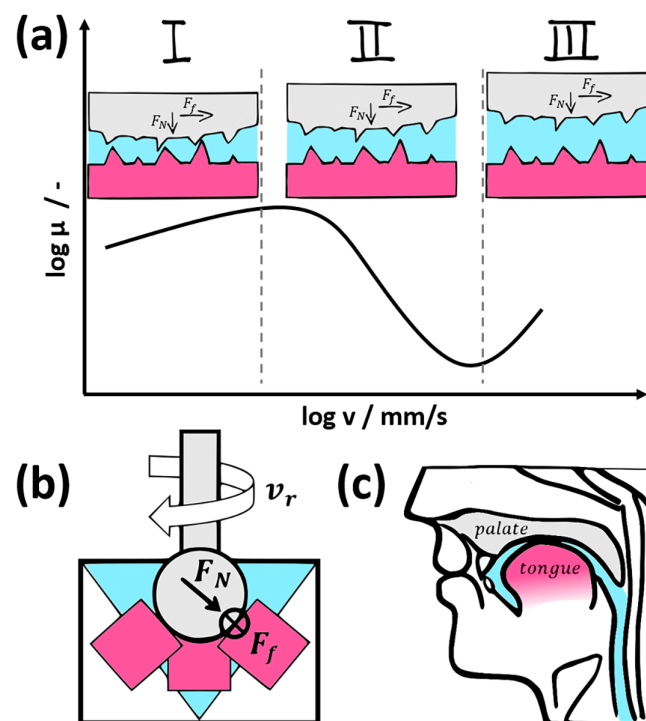 (a)
I
II
III
F_f
F_N
F_f
F_N
F_f
F_N
log μ / -
log v / mm/s
(b)
v_r
F_N
F_f
(c)
palate
tongue